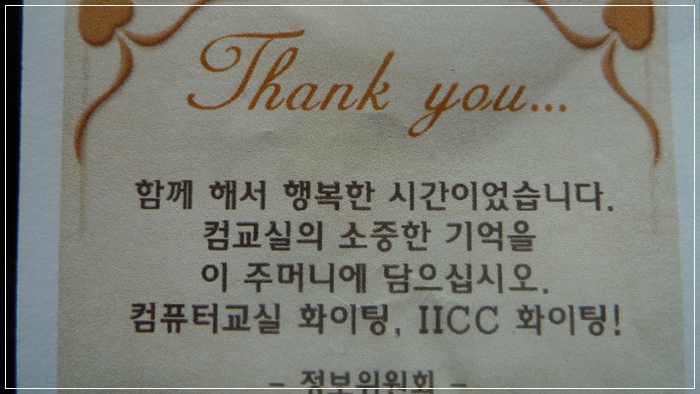 Thank you...
함께 해서 행복한 시간이었습니다.
컴교실의 소중한 기억을
이 주머니에 담으십시오.
컴퓨터교실 화이팅, IICC 화이팅!
- 정보위원회 -